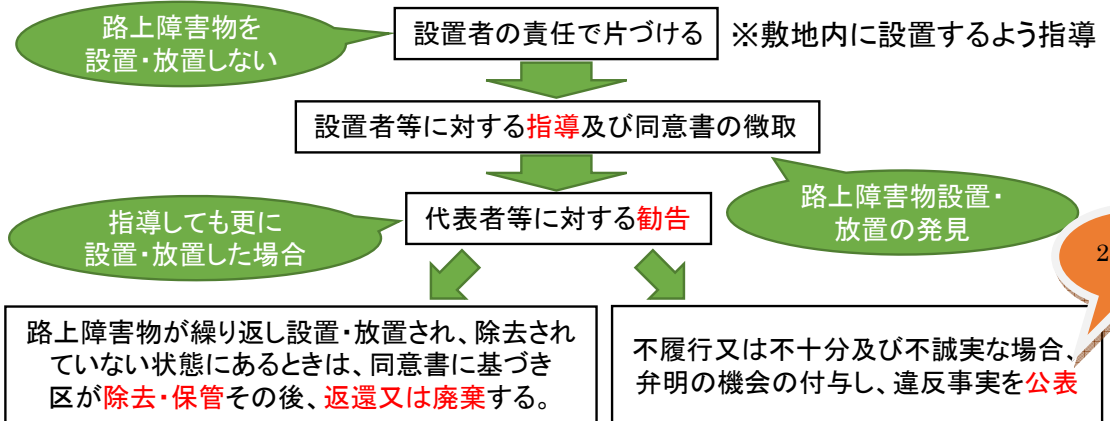 路上障害物を
設置・放置しない
設置者の責任で片づける
※敷地内に設置するよう指導
設置者等に対する指導及び同意書の徴取
路上障害物設置・
放置の発見
代表者等に対する勧告
指導しても更に
設置・放置した場合
2
路上障害物が繰り返し設置・放置され、除去され
ていない状態にあるときは、同意書に基づき
区が除去・保管その後、返還又は廃棄する。
不履行又は不十分及び不誠実な場合、
弁明の機会の付与し、違反事実を公表